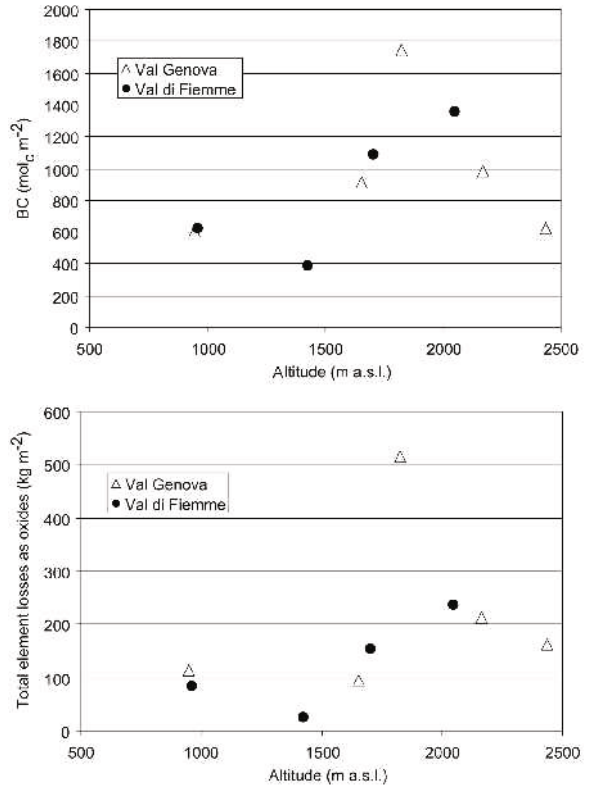 2000
1800
1600
1400
1200
1000
800
600
400
200
0
BC (mol_c m^-2)
△ Val Genova
● Val di Fiemme
500 1000 1500 2000 2500
Altitude (m a.s.l.)
600
500
400
300
200
100
0
Total element losses as oxides (kg m^-2)
△ Val Genova
● Val di Fiemme
500 1000 1500 2000 2500
Altitude (m a.s.l.)